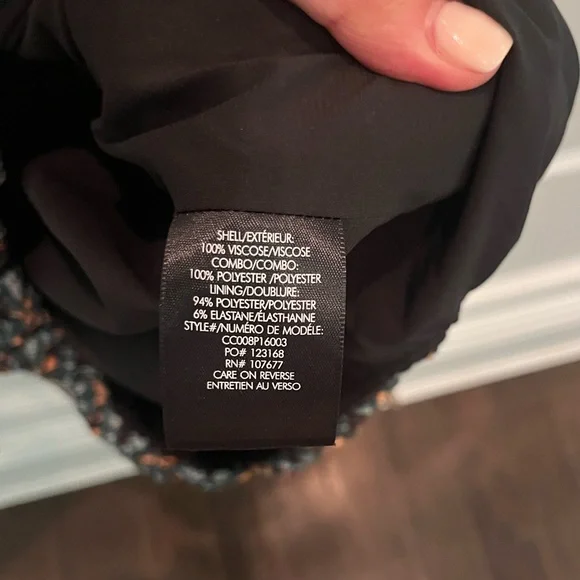 SHELL/EXTÉRIEUR:
100% VISCOSE/VISCOSE
COMBO/COMBO:
100% POLYESTER /POLYESTER
LINING/DOUBLURE:
94% POLYESTER/POLYESTER
6% ELASTANE/ÉLASTHANNE
STYLE#/NUMÉRO DE MODÈLE:
CC008P16003
PO# 123168
RN# 107677
CARE ON REVERSE
ENTRETIEN AU VERSO